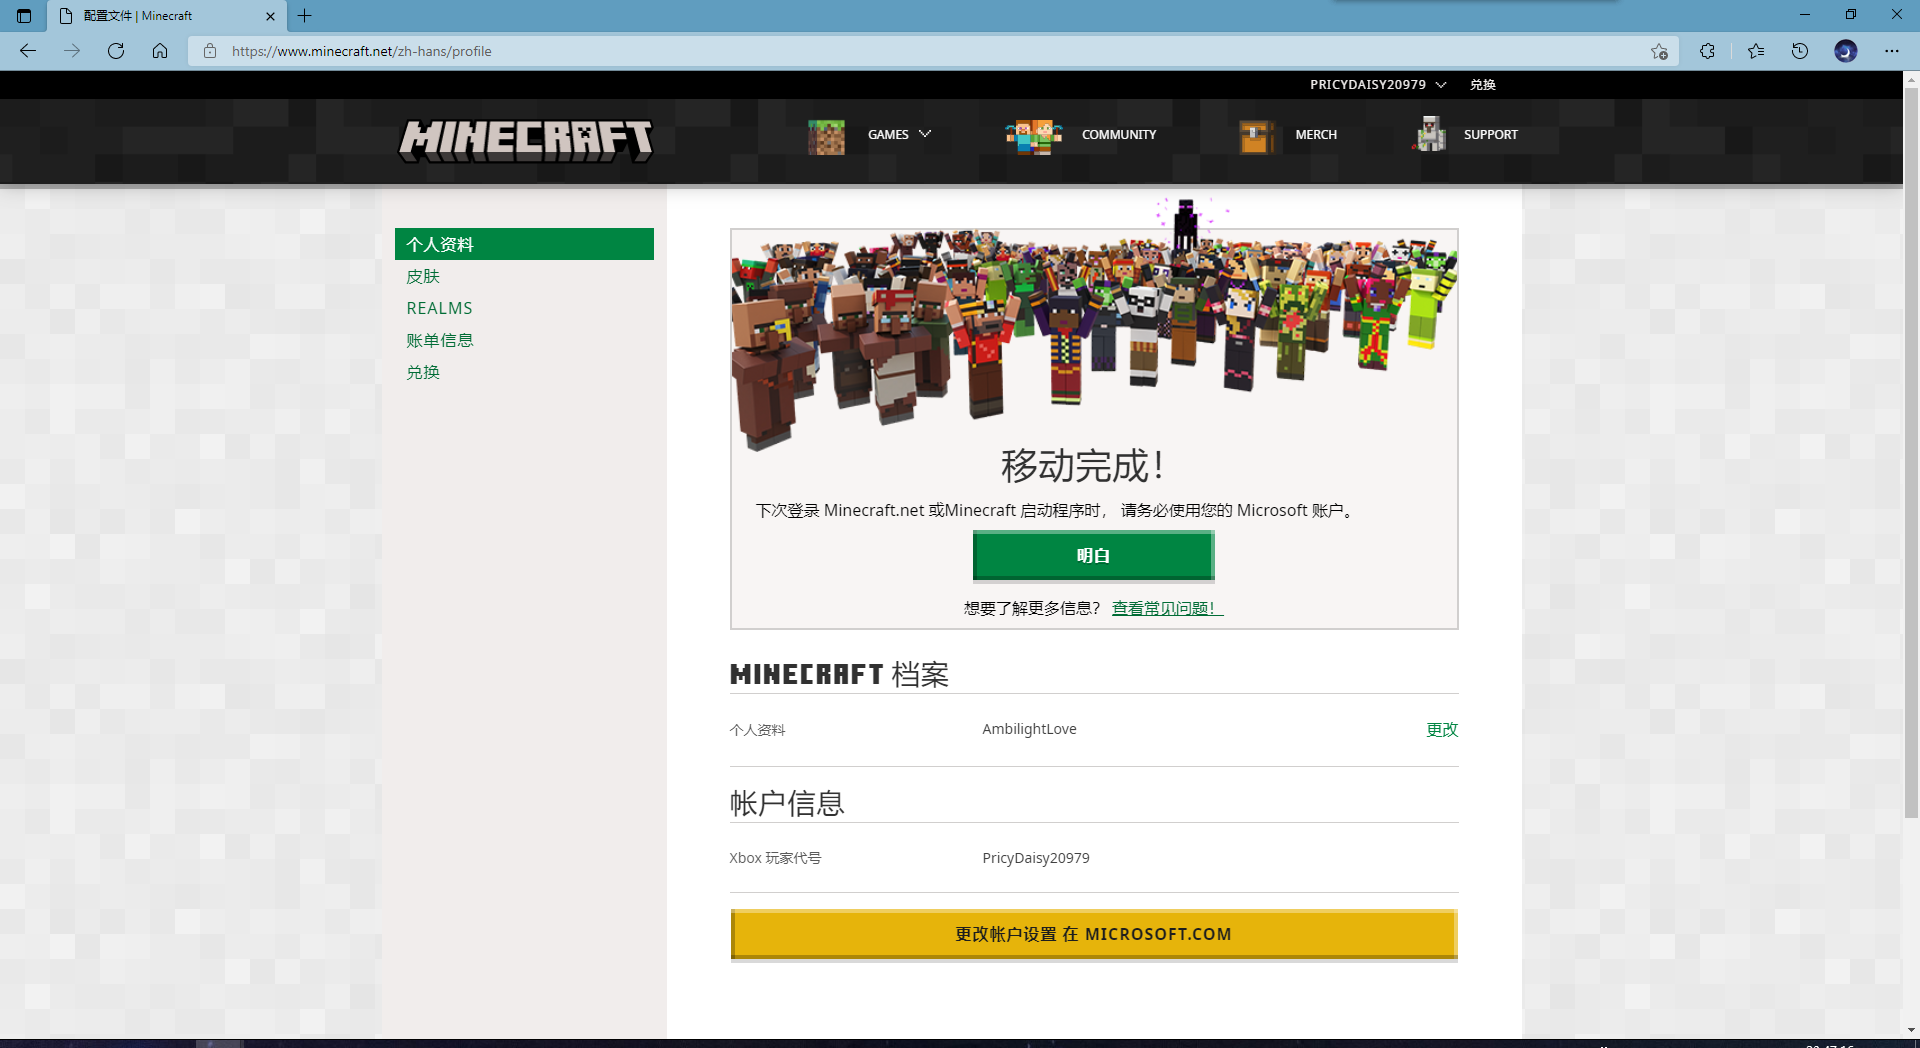 配置文件 | Minecraft
https://www.minecraft.net/zh-hans/profile
PRICYDAISY20979
兑换
MINECRAFT
GAMES
COMMUNITY
MERCH
SUPPORT
个人资料
皮肤
REALMS
账单信息
兑换
移动完成！
下次登录 Minecraft.net 或Minecraft 启动程序时， 请务必使用您的 Microsoft 账户。
明白
想要了解更多信息？ 查看常见问题！
MINECRAFT 档案
个人资料
AmbilightLove
更改
帐户信息
Xbox 玩家代号
PricyDaisy20979
更改帐户设置 在 MICROSOFT.COM